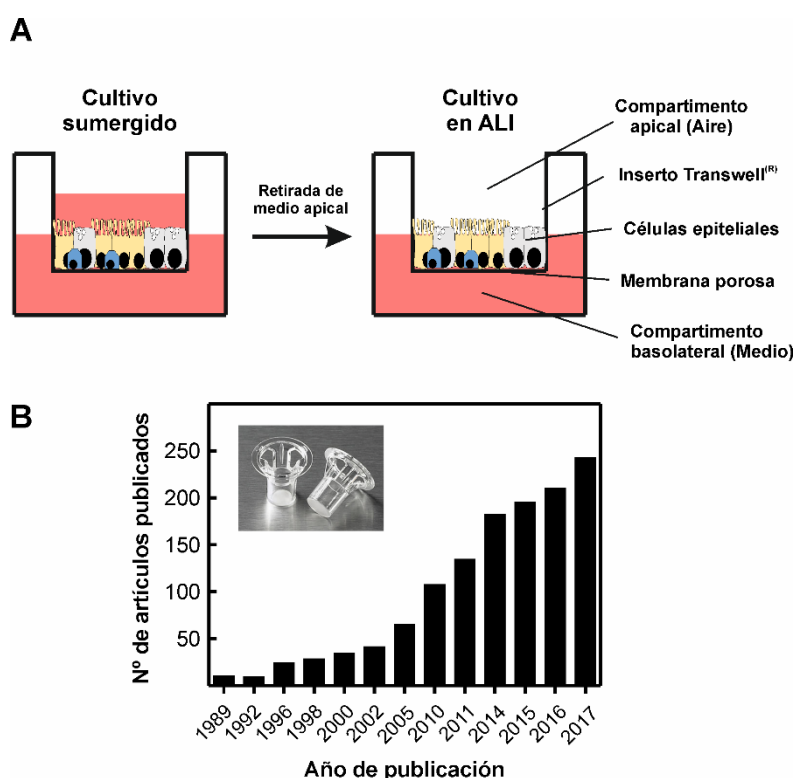 A
Cultivo
sumergido
Retirada de
medio apical
Cultivo
en ALI
Compartimento
apical (Aire)
Inserto Transwell(R)
Células epiteliales
Membrana porosa
Compartimento
basolateral (Medio)
B
Nº de artículos publicados
250
200
150
100
50
1989 1992 1996 1998 2000 2002 2005 2010 2011 2014 2015 2016 2017
Año de publicación